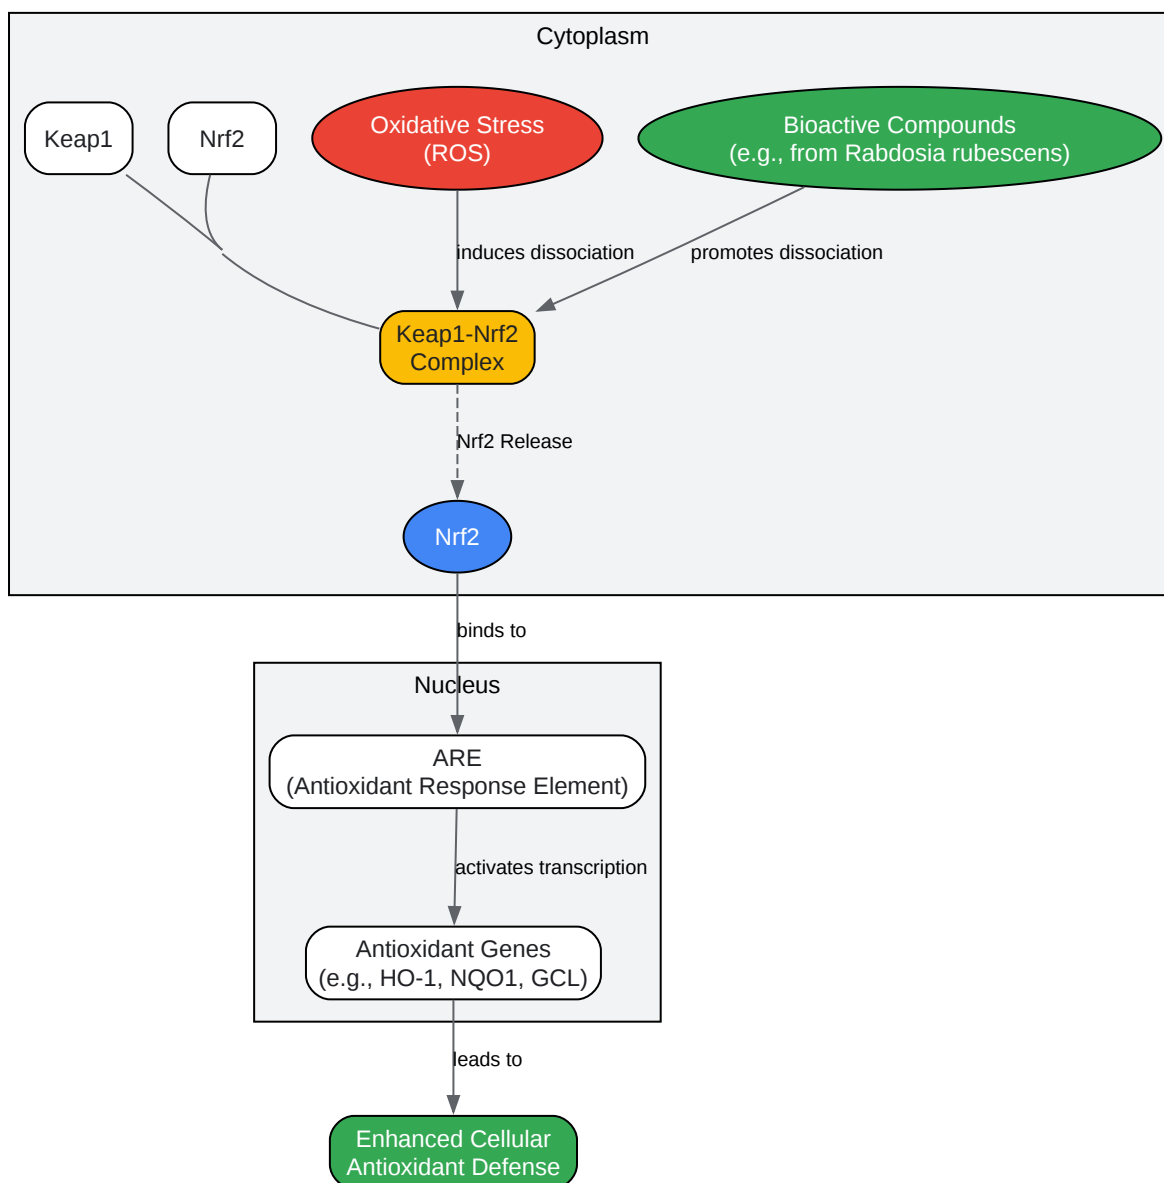 Cytoplasm
Keap1
Nrf2
Oxidative Stress
(ROS)
Bioactive Compounds
(e.g., from Rabdosia rubescens)
induces dissociation
promotes dissociation
Keap1-Nrf2
Complex
Nrf2 Release
Nrf2
binds to
Nucleus
ARE
(Antioxidant Response Element)
activates transcription
Antioxidant Genes
(e.g., HO-1, NQO1, GCL)
leads to
Enhanced Cellular
Antioxidant Defense